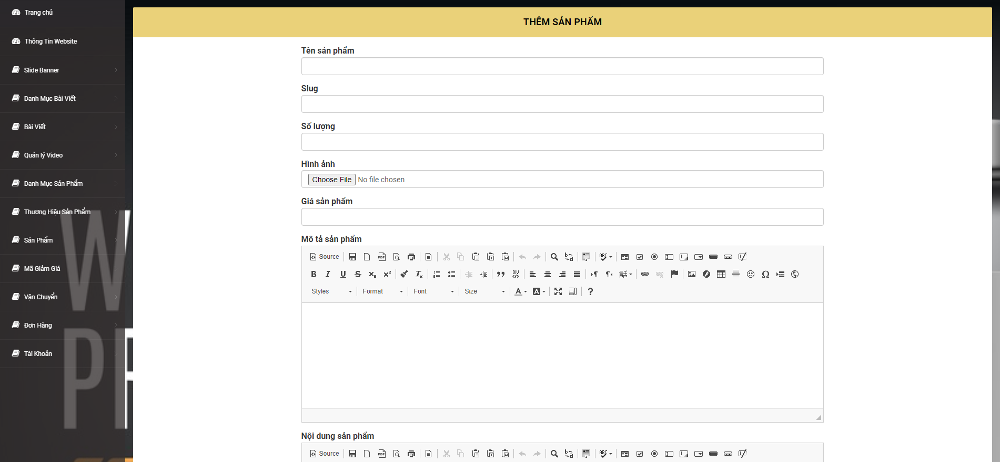 Trang chủ
Thông Tin Website
Slide Banner
Danh Mục Bài Viết
Bài Viết
Quản lý Video
Danh Mục Sản Phẩm
Thương Hiệu Sản Phẩm
Sản Phẩm
Mã Giảm Giá
Vận Chuyển
Đơn Hàng
Tài Khoản
THÊM SẢN PHẨM
Tên sản phẩm
Slug
Số lượng
Hình ảnh
Choose File No file chosen
Giá sản phẩm
Mô tả sản phẩm
Source
Styles Format Font Size
Nội dung sản phẩm
Source